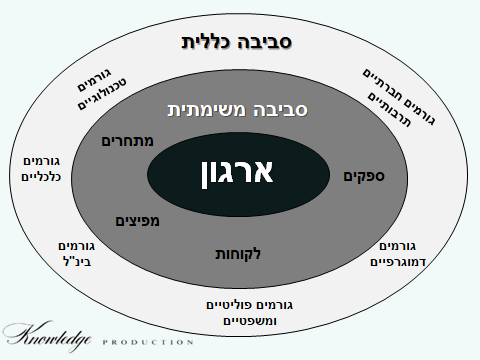 סביבה כללית
גורמים
טכנולוגיים
גורמים חברתיים
תרבותיים
סביבה משימתית
מתחרים
ארגון
ספקים
גורמים
כלכליים
מפיצים
לקוחות
גורמים
דמוגרפיים
גורמים
בינ"ל
גורמים פוליטיים
ומשפטיים
Knowledge PRODUCTION